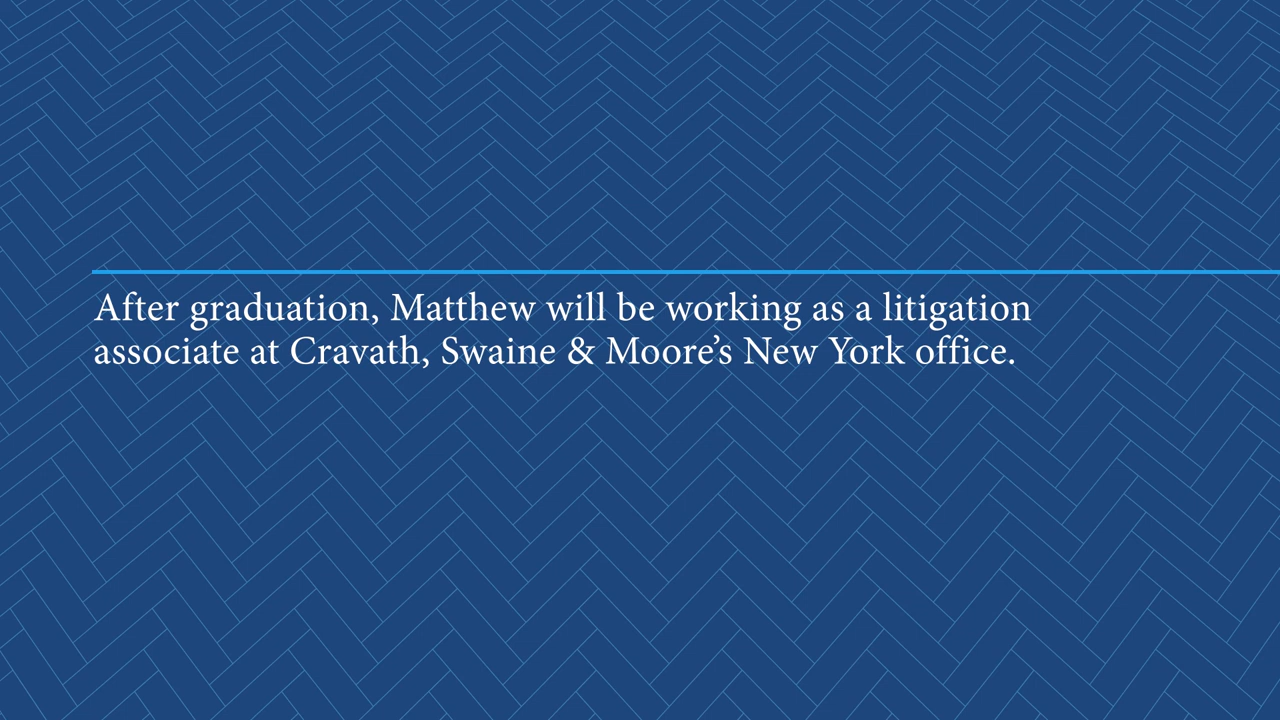 After graduation, Matthew will be working as a litigation
associate at Cravath, Swaine & Moore’s New York office.